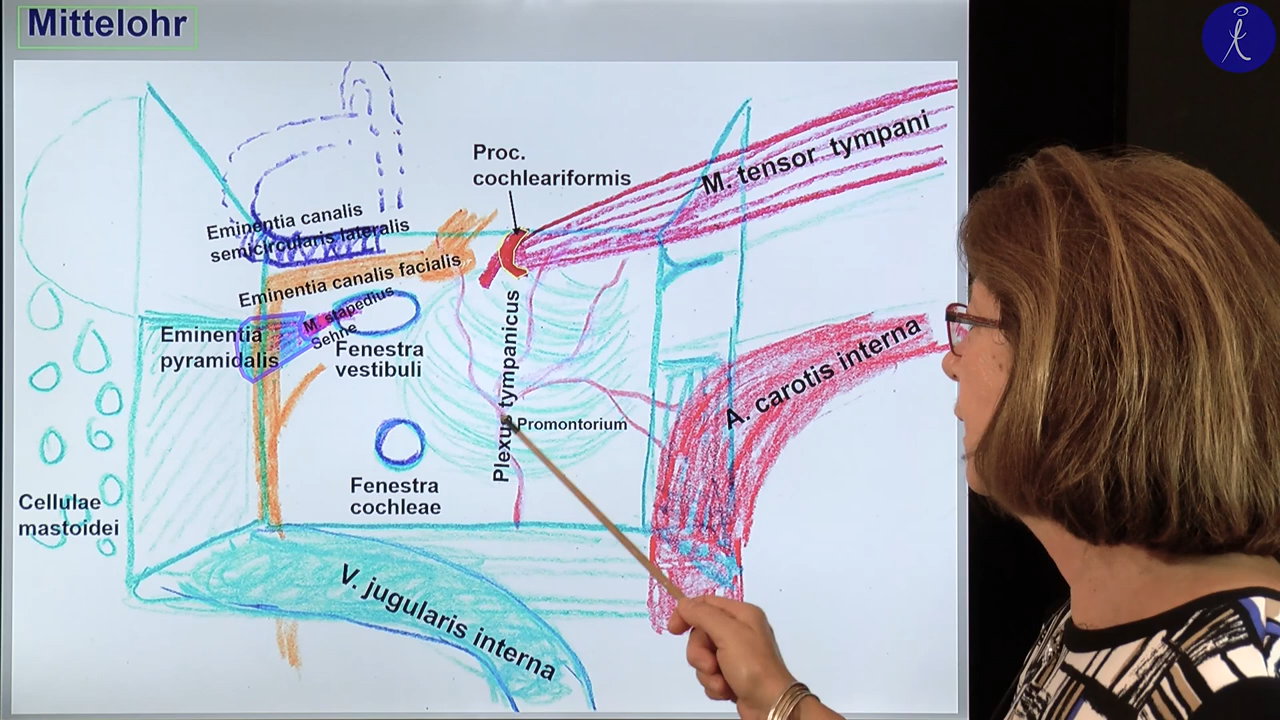 Mittelohr
Proc.
cochleariformis
M. tensor tympani
Eminentia canalis
semicircularis lateralis
Eminentia canalis facialis
M. stapedius
Sehne
Eminentia
pyramidalis
Fenestra
vestibuli
Plexus tympanicus
Promontorium
A. carotis interna
Fenestra
cochleae
Cellulae
mastoidei
V. jugularis interna